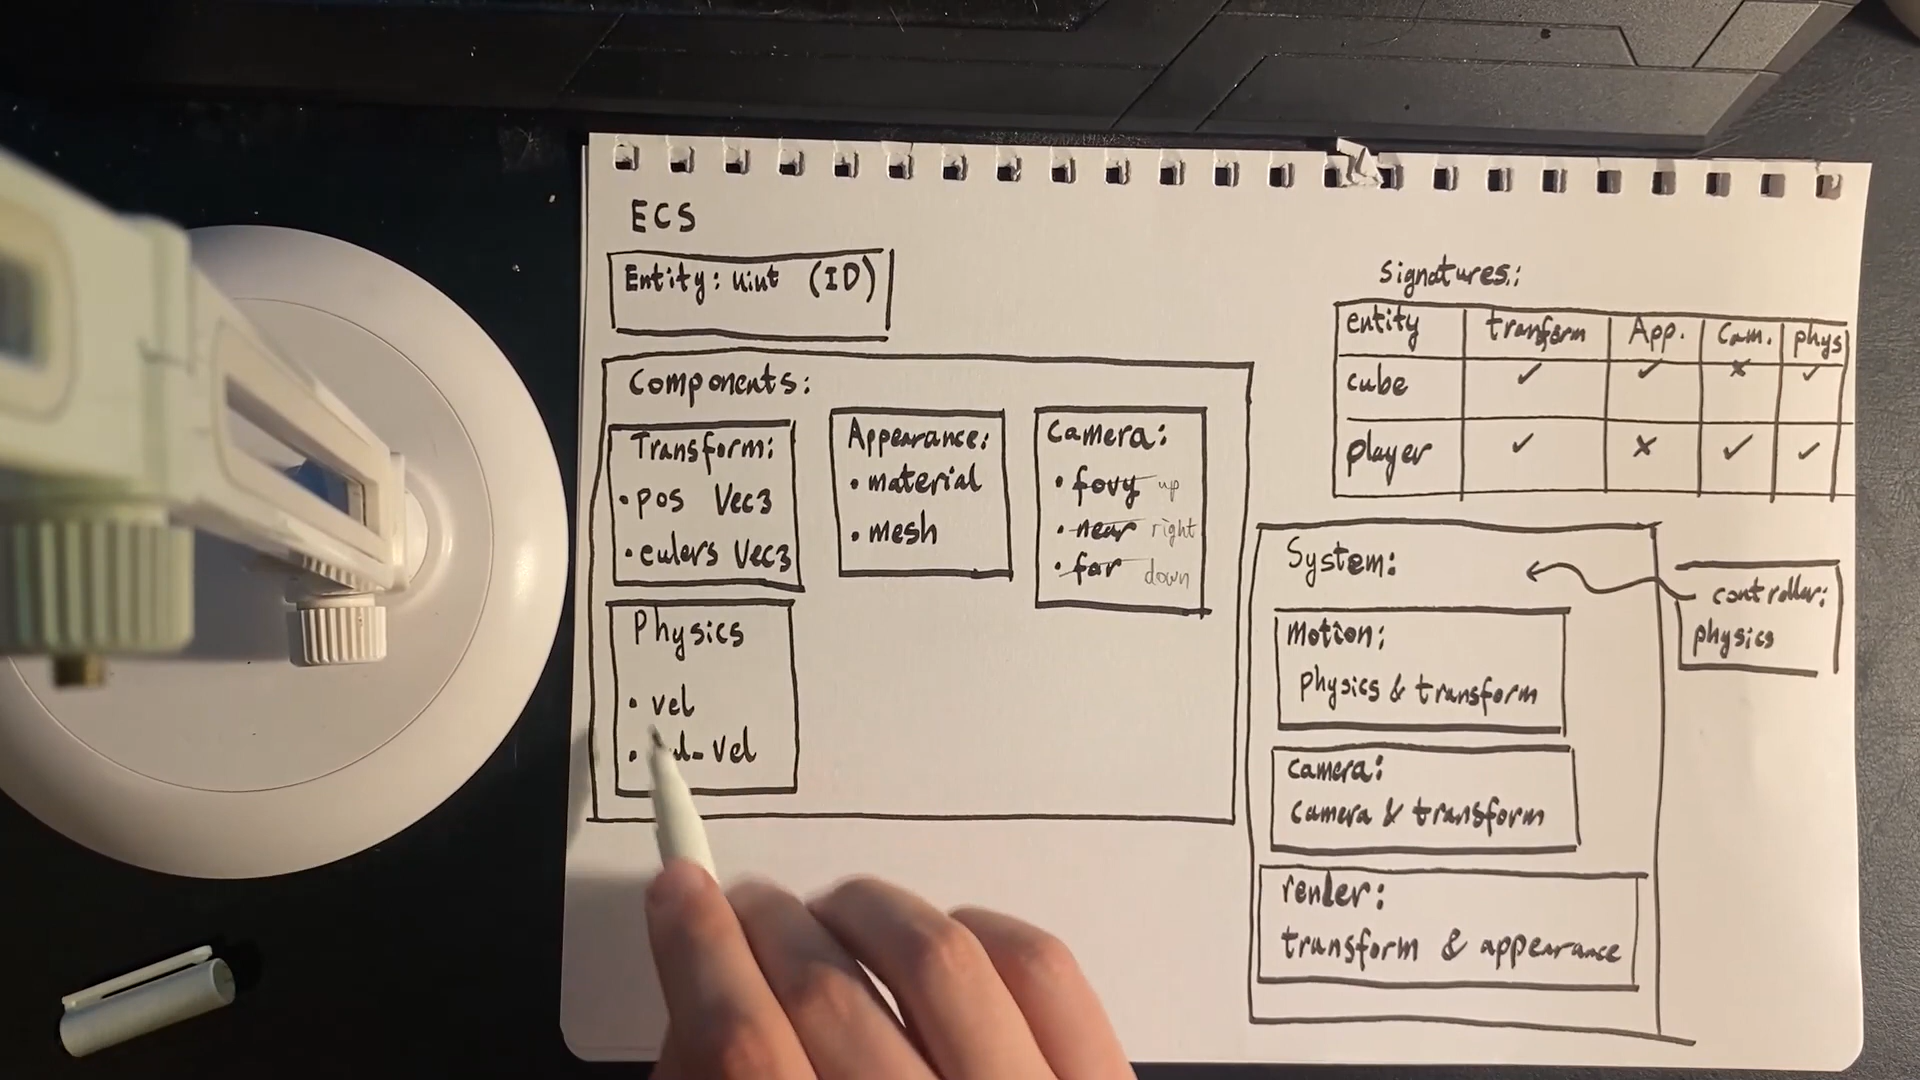 ECS
Entity: uint (ID)
Components:
Transform:
• pos Vec3
• eulers Vec3
Appearance:
• material
• mesh
Camera:
• fovy up
• near right
• far down
Physics
• vel
vel
Signatures:
entity transform App. Cam. phys
cube ✓ ✓ × ✓
player ✓ × ✓ ✓
System:
Motion:
physics & transform
camera:
camera & transform
render:
transform & appearance
controller:
physics